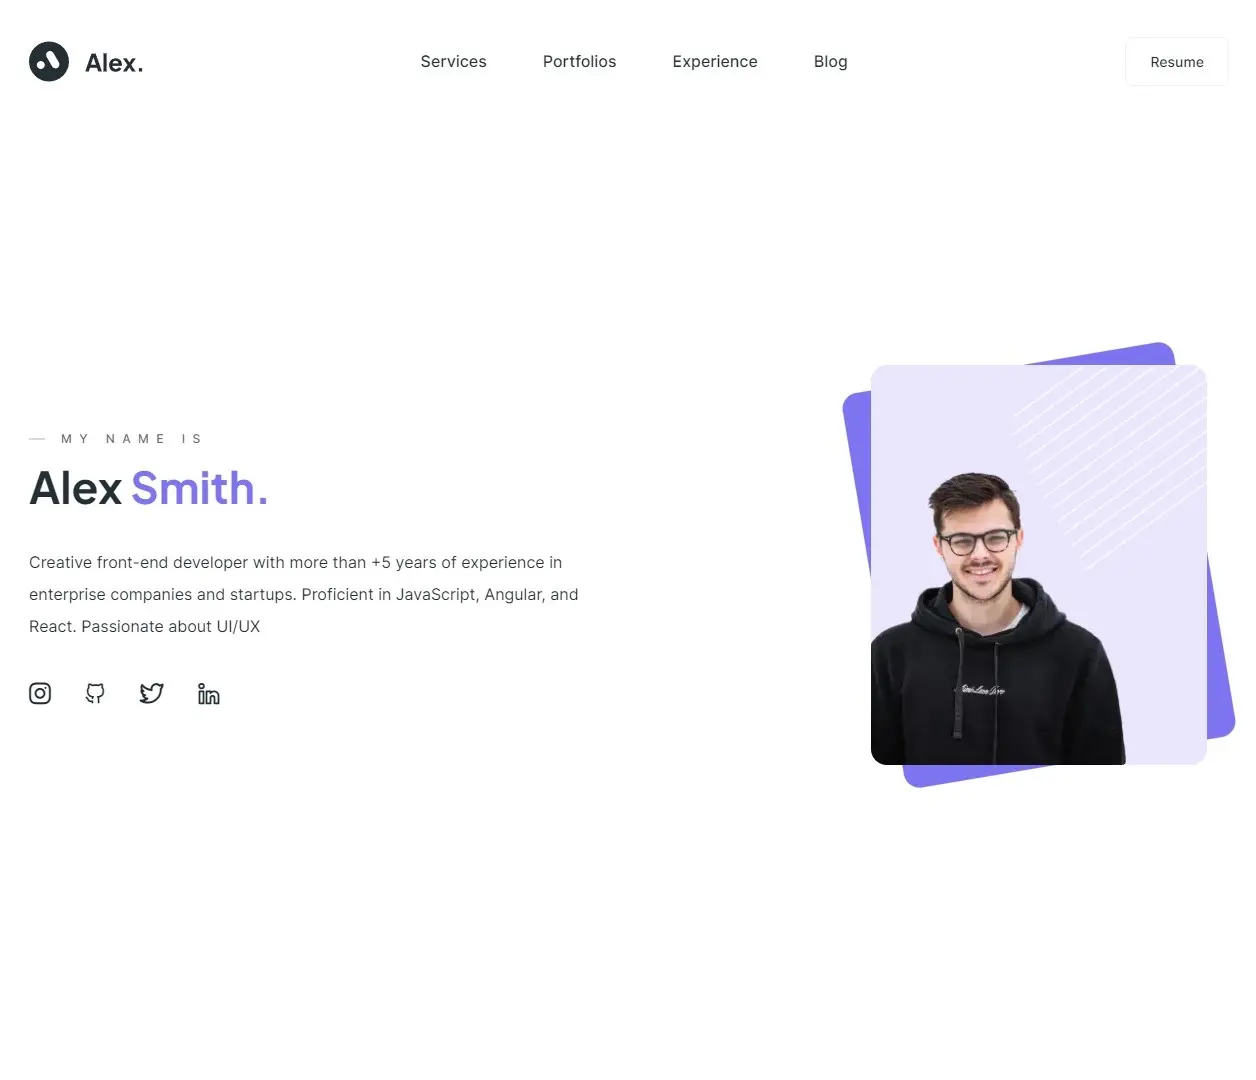 Alex.
Services
Portfolios
Experience
Blog
Resume
MY NAME IS
Alex Smith.
Creative front-end developer with more than +5 years of experience in
enterprise companies and startups. Proficient in JavaScript, Angular, and
React. Passionate about UI/UX
in